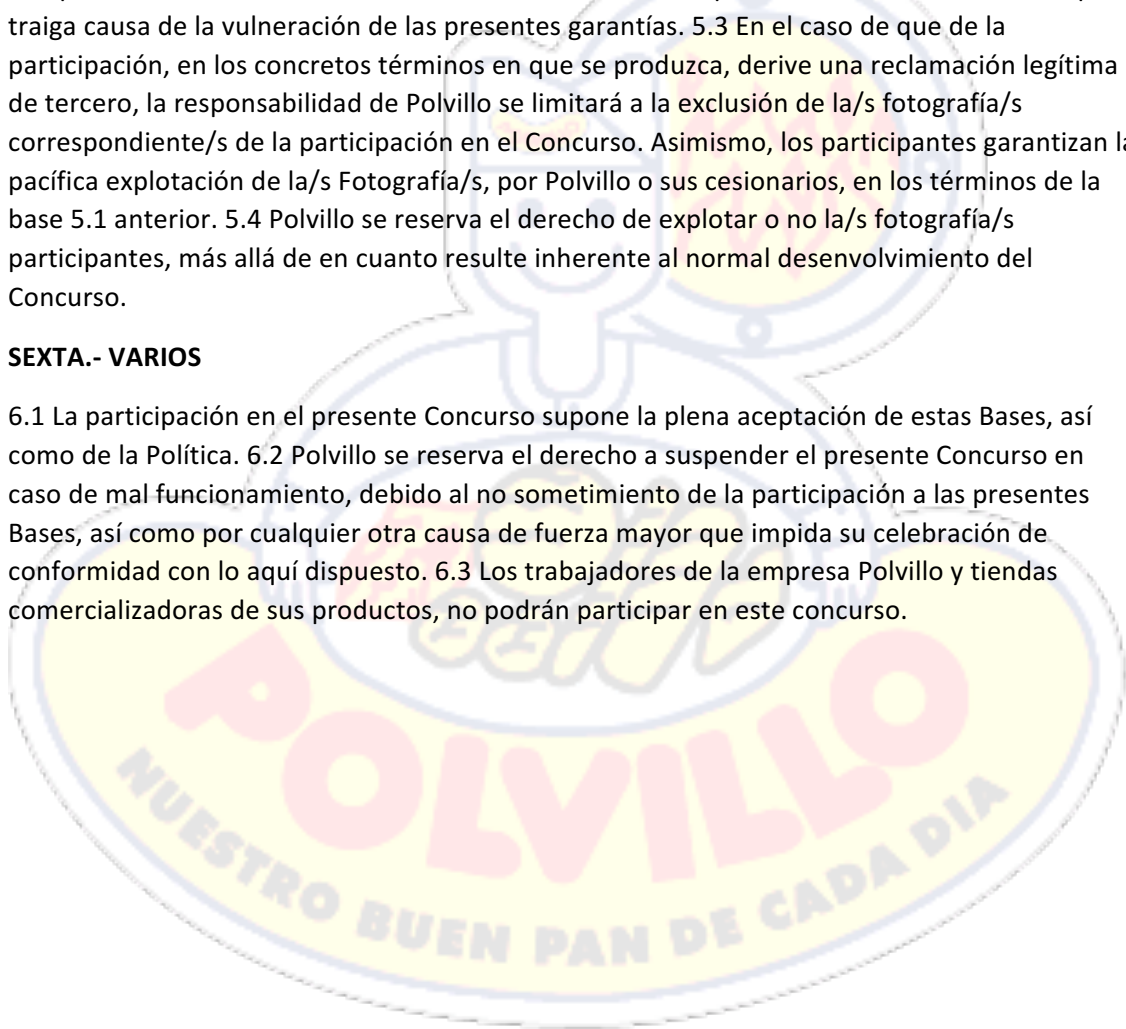 traiga causa de la vulneración de las presentes garantías. 5.3 En el caso de que de la
participación, en los concretos términos en que se produzca, derive una reclamación legítima
de tercero, la responsabilidad de Polvillo se limitará a la exclusión de la/s fotografía/s
correspondiente/s de la participación en el Concurso. Asimismo, los participantes garantizan la
pacífica explotación de la/s Fotografía/s, por Polvillo o sus cesionarios, en los términos de la
base 5.1 anterior. 5.4 Polvillo se reserva el derecho de explotar o no la/s fotografía/s
participantes, más allá de en cuanto resulte inherente al normal desenvolvimiento del
Concurso.
SEXTA.- VARIOS
6.1 La participación en el presente Concurso supone la plena aceptación de estas Bases, así
como de la Política. 6.2 Polvillo se reserva el derecho a suspender el presente Concurso en
caso de mal funcionamiento, debido al no sometimiento de la participación a las presentes
Bases, así como por cualquier otra causa de fuerza mayor que impida su celebración de
conformidad con lo aquí dispuesto. 6.3 Los trabajadores de la empresa Polvillo y tiendas
comercializadoras de sus productos, no podrán participar en este concurso.
POLVILLO
NUESTRO BUEN PAN DE CADA DIA